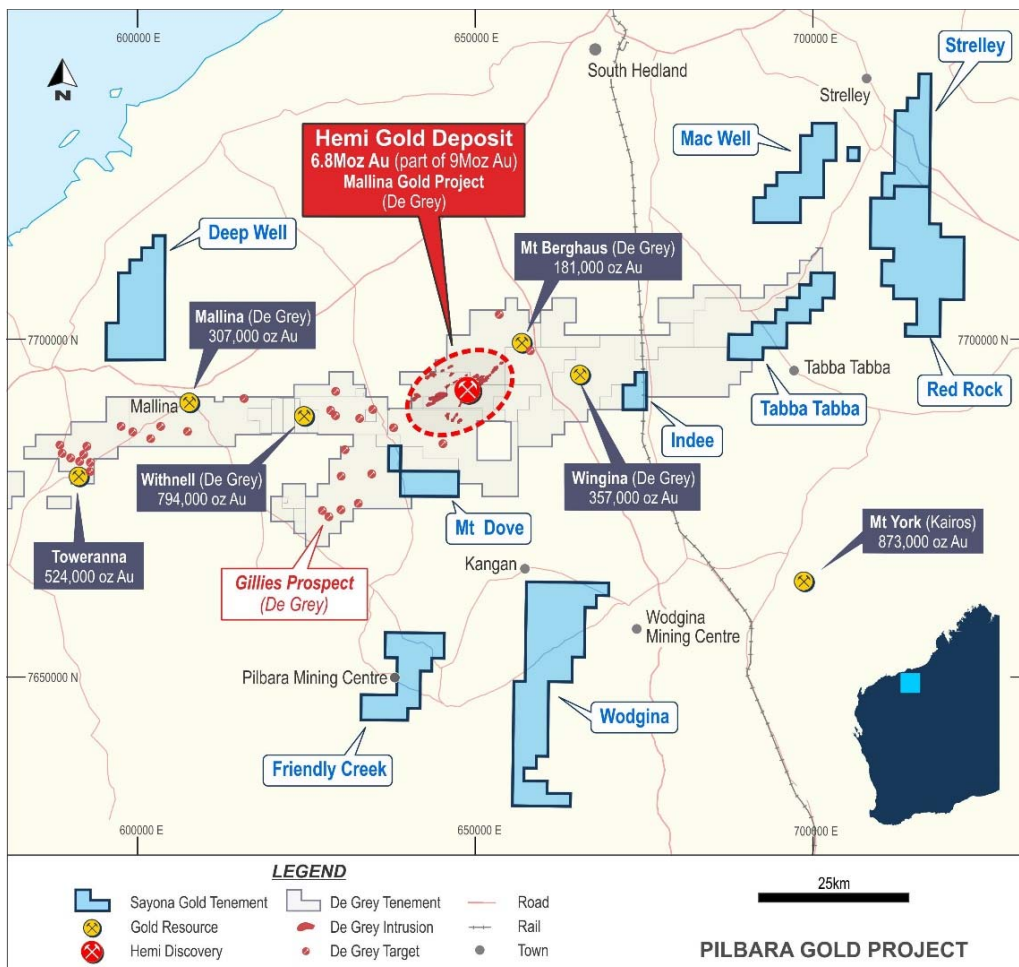 600000 E
650000 E
700000 E
Strelley
South Hedland
Strelley
Mac Well
Hemi Gold Deposit
6.8Moz Au (part of 9Moz Au)
Mallina Gold Project
(De Grey)
Deep Well
Mt Berghaus (De Grey)
181,000 oz Au
Mallina (De Grey)
307,000 oz Au
7700000 N
7700000 N
Tabba Tabba
Red Rock
Mallina
Tabba Tabba
Indee
Withnell (De Grey)
794,000 oz Au
Wingina (De Grey)
357,000 oz Au
Mt Dove
Mt York (Kairos)
873,000 oz Au
Toweranna
524,000 oz Au
Kangan
Gillies Prospect
(De Grey)
Wodgina
Mining Centre
Pilbara Mining Centre
7650000 N
7650000 N
Wodgina
Friendly Creek
600000 E
650000 E
700000 E
N
LEGEND
Sayona Gold Tenement
De Grey Tenement
Road
Gold Resource
De Grey Intrusion
Rail
Hemi Discovery
De Grey Target
Town
25km
PILBARA GOLD PROJECT